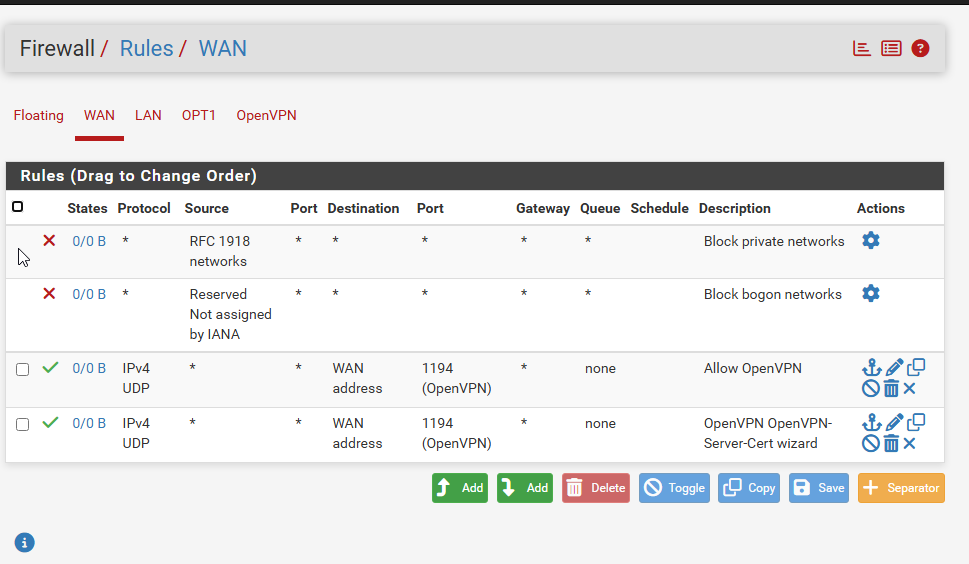 Firewall / Rules / WAN
Floating WAN LAN OPT1 OpenVPN
Rules (Drag to Change Order)
States Protocol Source Port Destination Port Gateway Queue Schedule Description Actions
0/0 B * RFC 1918 * * * * * Block private networks
networks
0/0 B * Reserved * * * * * Block bogon networks
Not assigned
by IANA
0/0 B IPv4 * * WAN 1194 * none Allow OpenVPN
UDP address (OpenVPN)
0/0 B IPv4 * * WAN 1194 * none OpenVPN OpenVPN-
UDP address (OpenVPN) Server-Cert wizard
Add Add Delete Toggle Copy Save Separator